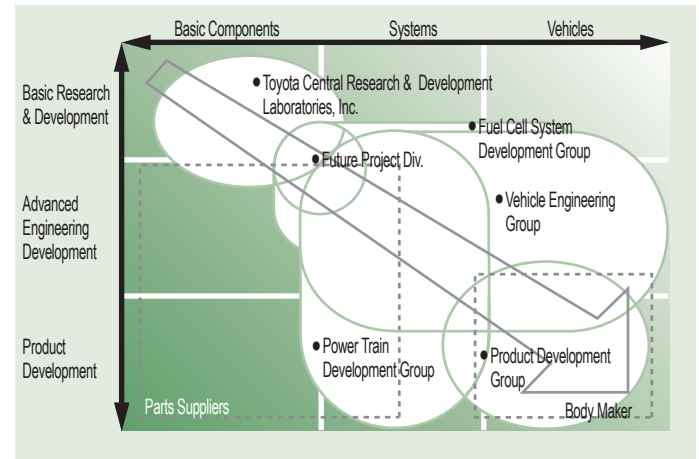 Basic Components
Systems
Vehicles
Basic Research
& Development
• Toyota Central Research & Development
Laboratories, Inc.
• Fuel Cell System
Development Group
• Future Project Div.
Advanced
Engineering
Development
• Vehicle Engineering
Group
Product
Development
• Power Train
Development Group
• Product Development
Group
Parts Suppliers
Body Maker